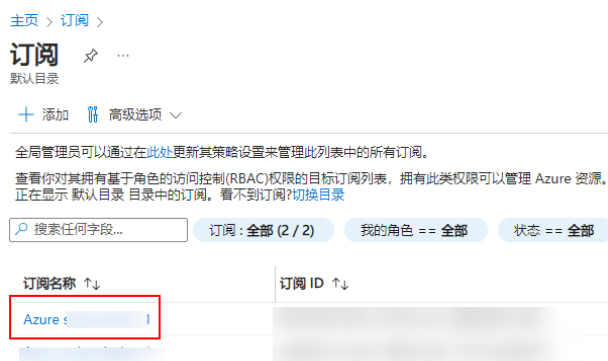 主页 > 订阅 >
订阅
默认目录
添加 高级选项
全局管理员可以通过在此处更新其策略设置来管理此列表中的所有订阅。
查看你对其拥有基于角色的访问控制(RBAC)权限的目标订阅列表，拥有此类权限可以管理 Azure 资源。
正在显示 默认目录 目录中的订阅。看不到订阅?切换目录
搜索任何字段... 订阅 : 全部 (2 / 2) 我的角色 == 全部 状态 == 全部
订阅名称 ↑↓ 订阅 ID ↑↓
Azure